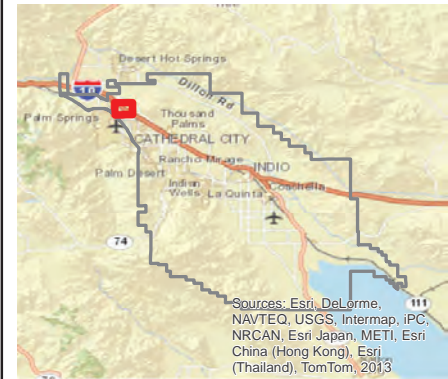 Desert Hot Springs
10
Dillon Rd
Palm Springs
Thousand
Palms
CATHEDRAL CITY
Rancho Mirage
INDIO
Palm Desert
Indian
Wells
La Quinta
Coachella
74
111
Sources: Esri, DeLorme,
NAVTEQ, USGS, Intermap, iPC,
NRCAN, Esri Japan, METI, Esri
China (Hong Kong), Esri
(Thailand), TomTom, 2013